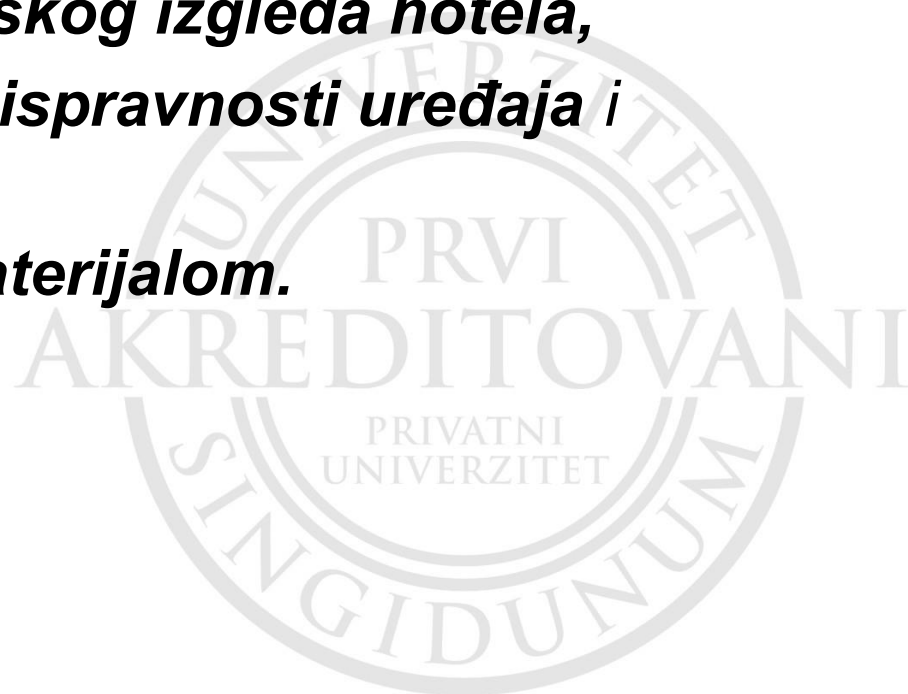 skog izgleda hotela,
ispravnosti uređaja i
aterijalom.
UNIVERZITET
PRVI
AKREDITOVANI
PRIVATNI
UNIVERZITET
SINGIDUNUM